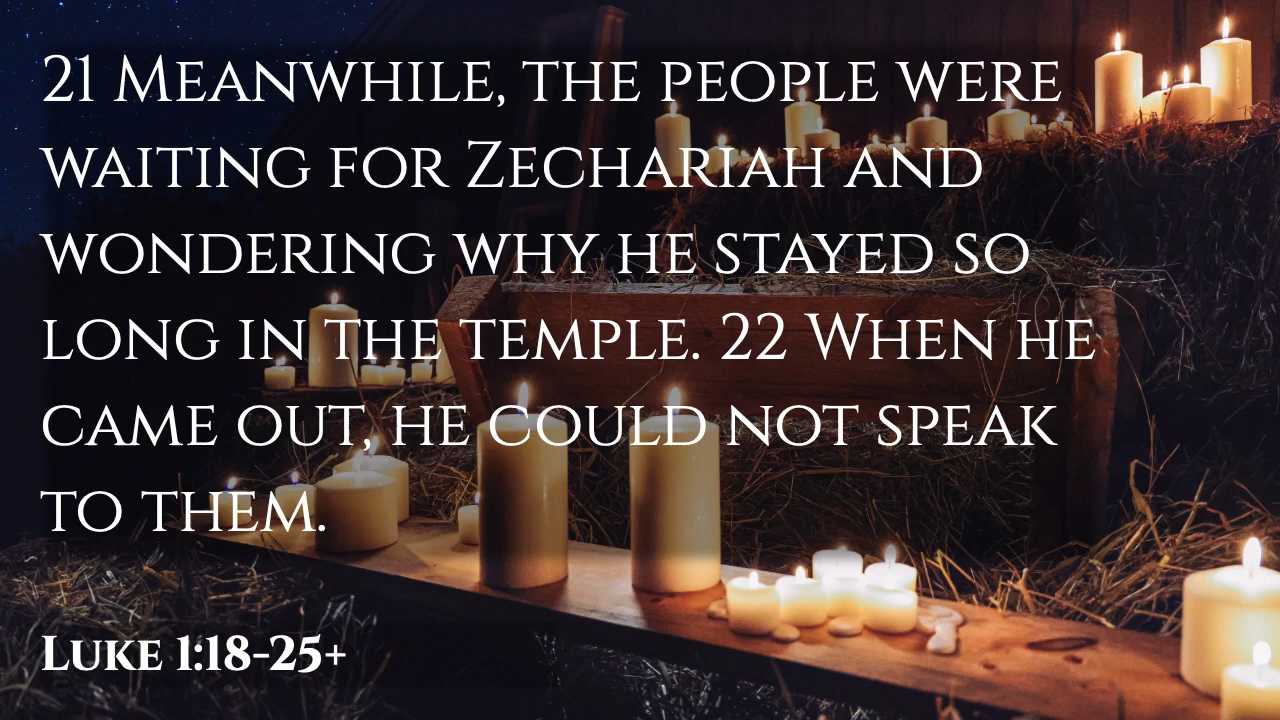 21 Meanwhile, the people were
waiting for Zechariah and
wondering why he stayed so
long in the temple. 22 When he
came out, he could not speak
to them.
Luke 1:18-25+